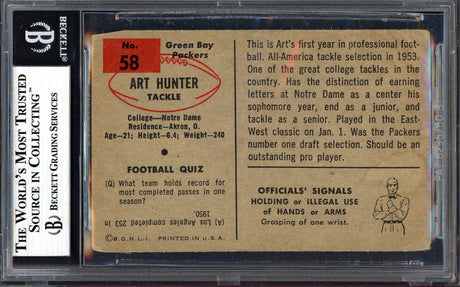 BECKETT
THE WORLD'S MOST TRUSTED
SOURCE IN COLLECTING™
BECKETT GRADING SERVICES
No.
58
Green Bay
Packers
ART HUNTER
TACKLE
College—Notre Dame
Residence—Akron, O.
Age—21; Height—6.4; Weight—240
FOOTBALL QUIZ
(Q) What team holds record for
most completed passes in one
season?
(A) Los Angeles completed 253 in
1950.
© B.G.H.L.I. PRINTED IN U.S.A.
This is Art's first year in professional foot-
ball. All-America tackle selection in 1953.
One of the great college tackles in the
country. Has the distinction of earning
letters at Notre Dame as a center his
sophomore year, end as a junior, and
tackle as a senior. Played in the East-
West classic on Jan. 1. Was the Packers
number one draft selection. Should be an
outstanding pro player.
OFFICIALS' SIGNALS
HOLDING or ILLEGAL USE
of HANDS or ARMS
Grasping of one wrist.